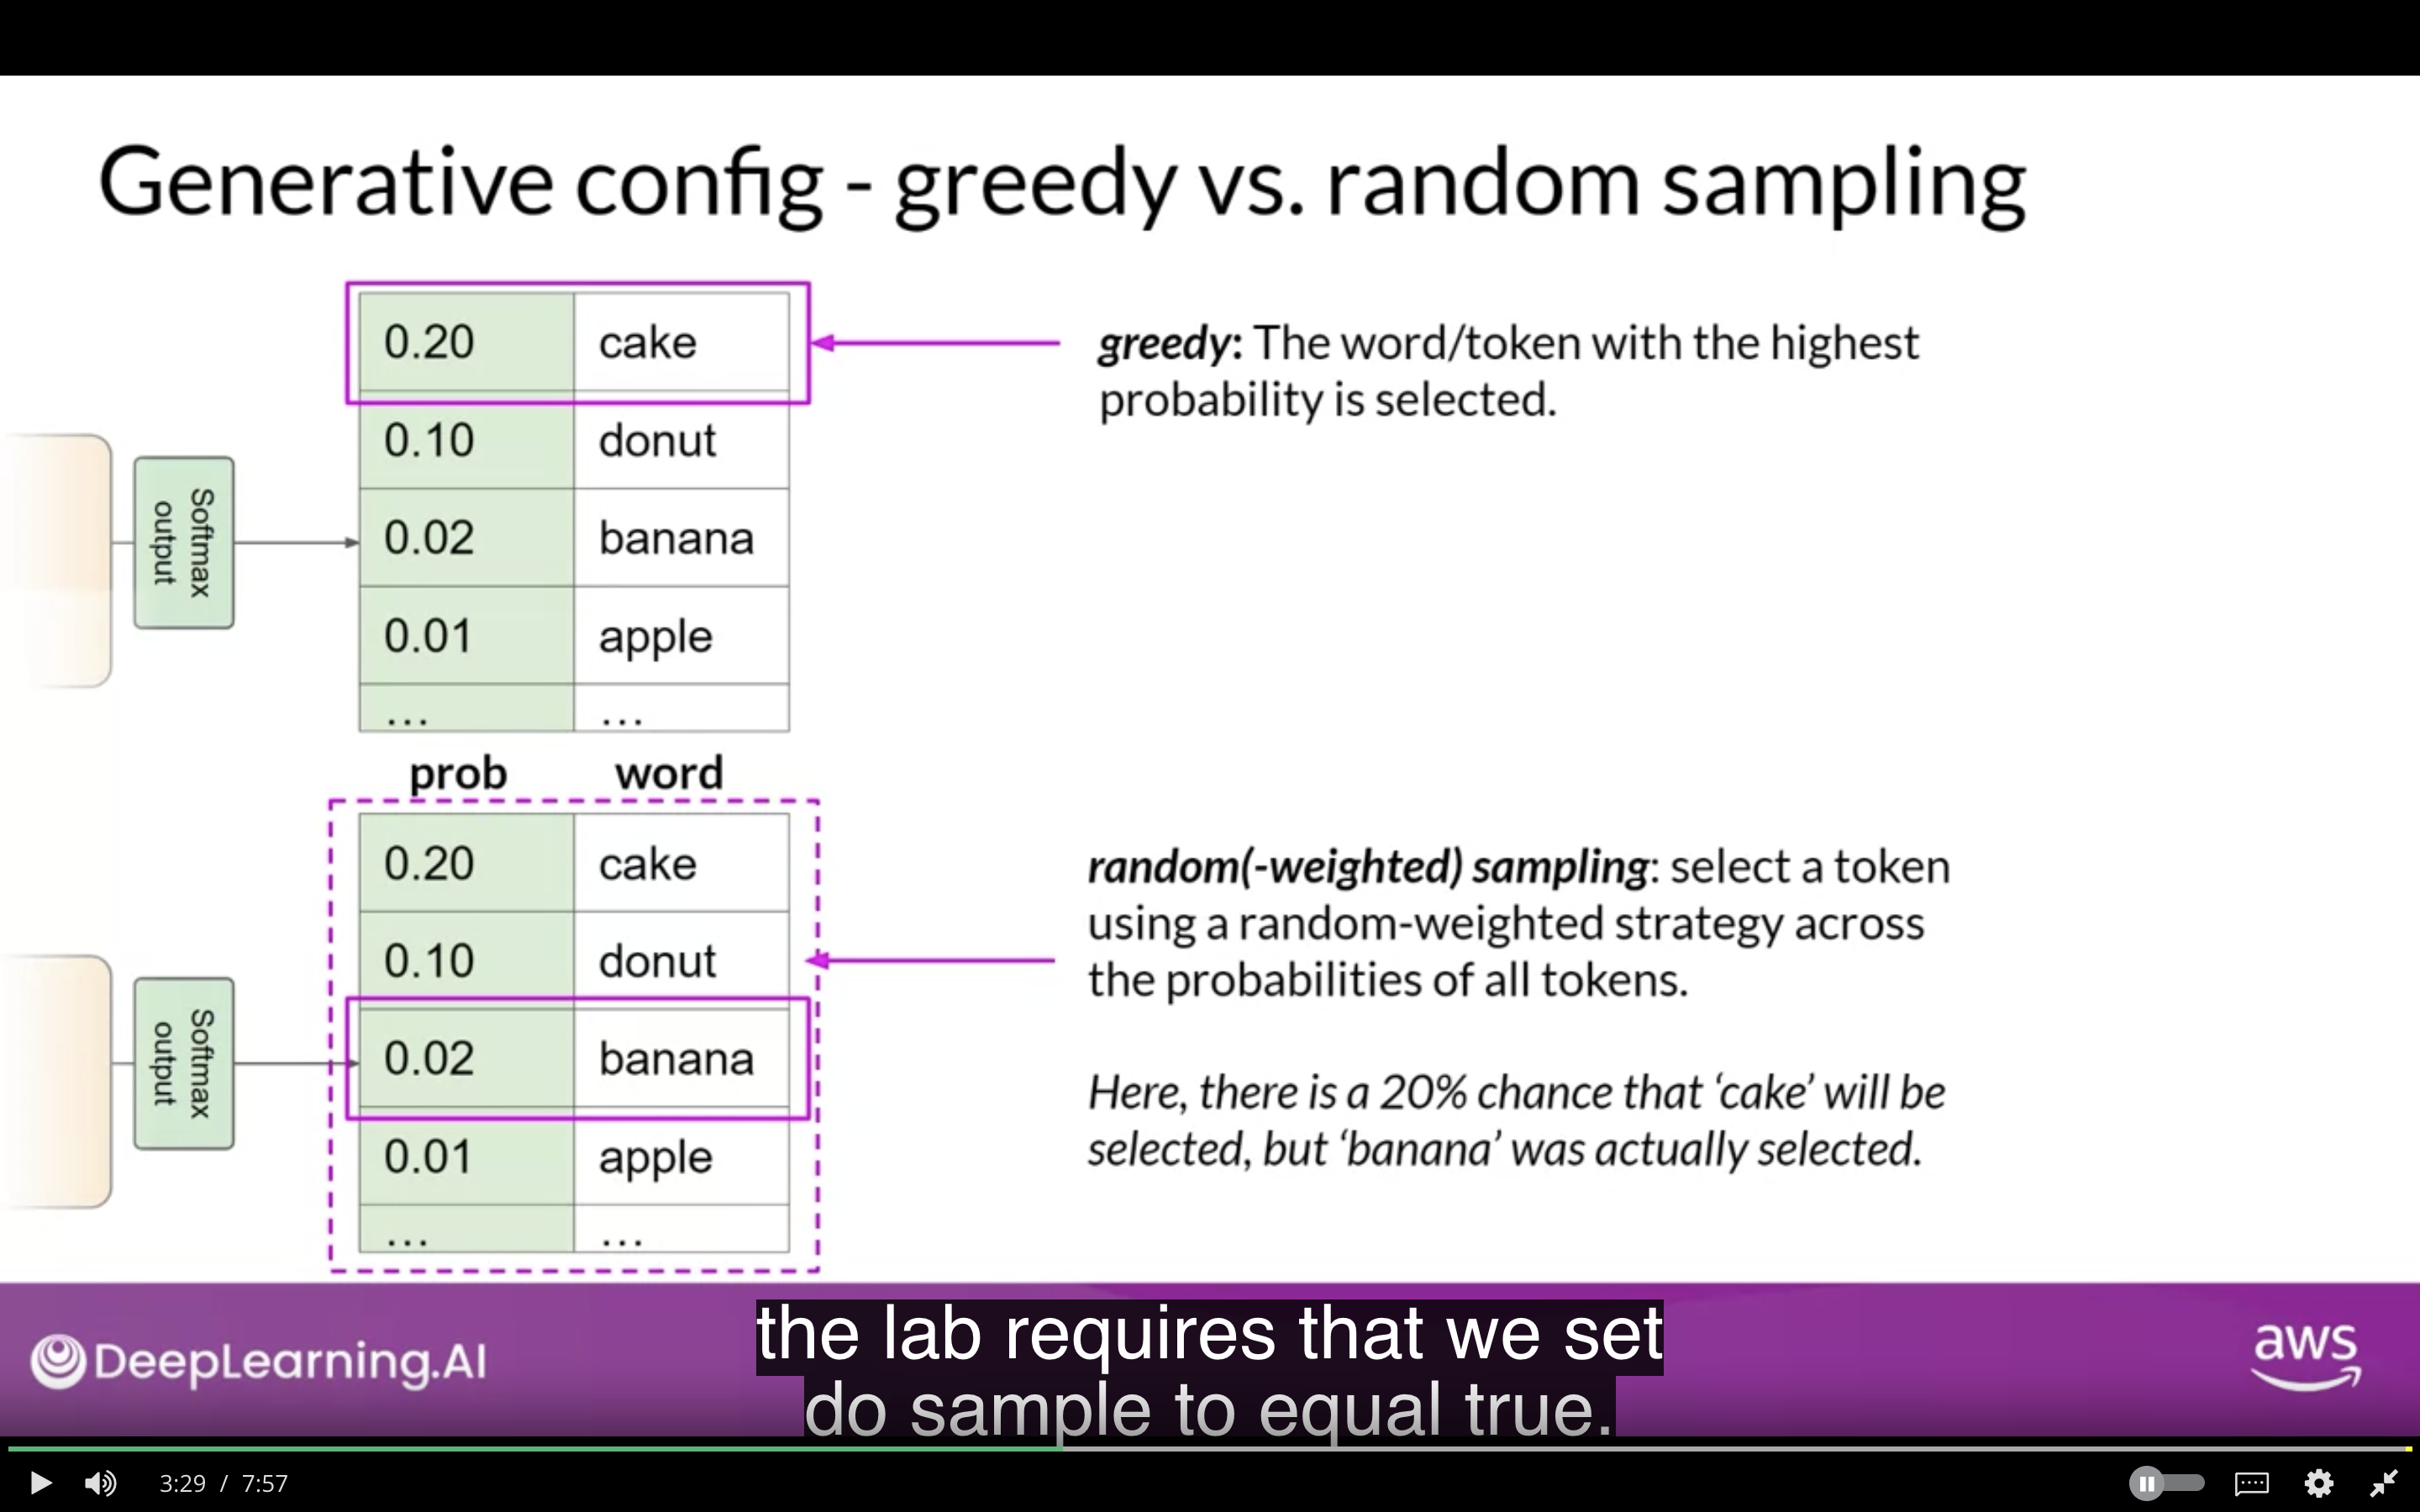 Generative config - greedy vs. random sampling
0.20 cake
0.10 donut
0.02 banana
0.01 apple
... ...
Softmax
output
greedy: The word/token with the highest
probability is selected.
prob word
0.20 cake
0.10 donut
0.02 banana
0.01 apple
... ...
Softmax
output
random(-weighted) sampling: select a token
using a random-weighted strategy across
the probabilities of all tokens.
Here, there is a 20% chance that ‘cake’ will be
selected, but ‘banana’ was actually selected.
DeepLearning.AI
the lab requires that we set
do sample to equal true.
aws
3:29 / 7:57